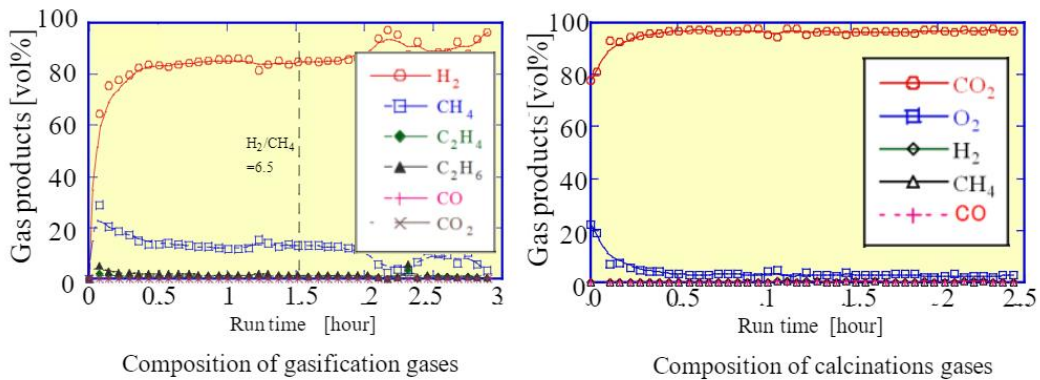 Gas products [vol%]
100
80
60
40
20
0
H₂/CH₄
=6.5
H₂
CH₄
C₂H₄
C₂H₆
CO
CO₂
0
0.5
1
1.5
.2
2.5
3
Run time [hour]
Composition of gasification gases
Gas products [vol%]
100
80
60
40
20
0
CO₂
O₂
H₂
CH₄
CO
.0
0.5
.1
1.5
.2
2.5
Run time [hour]
Composition of calcinations gases